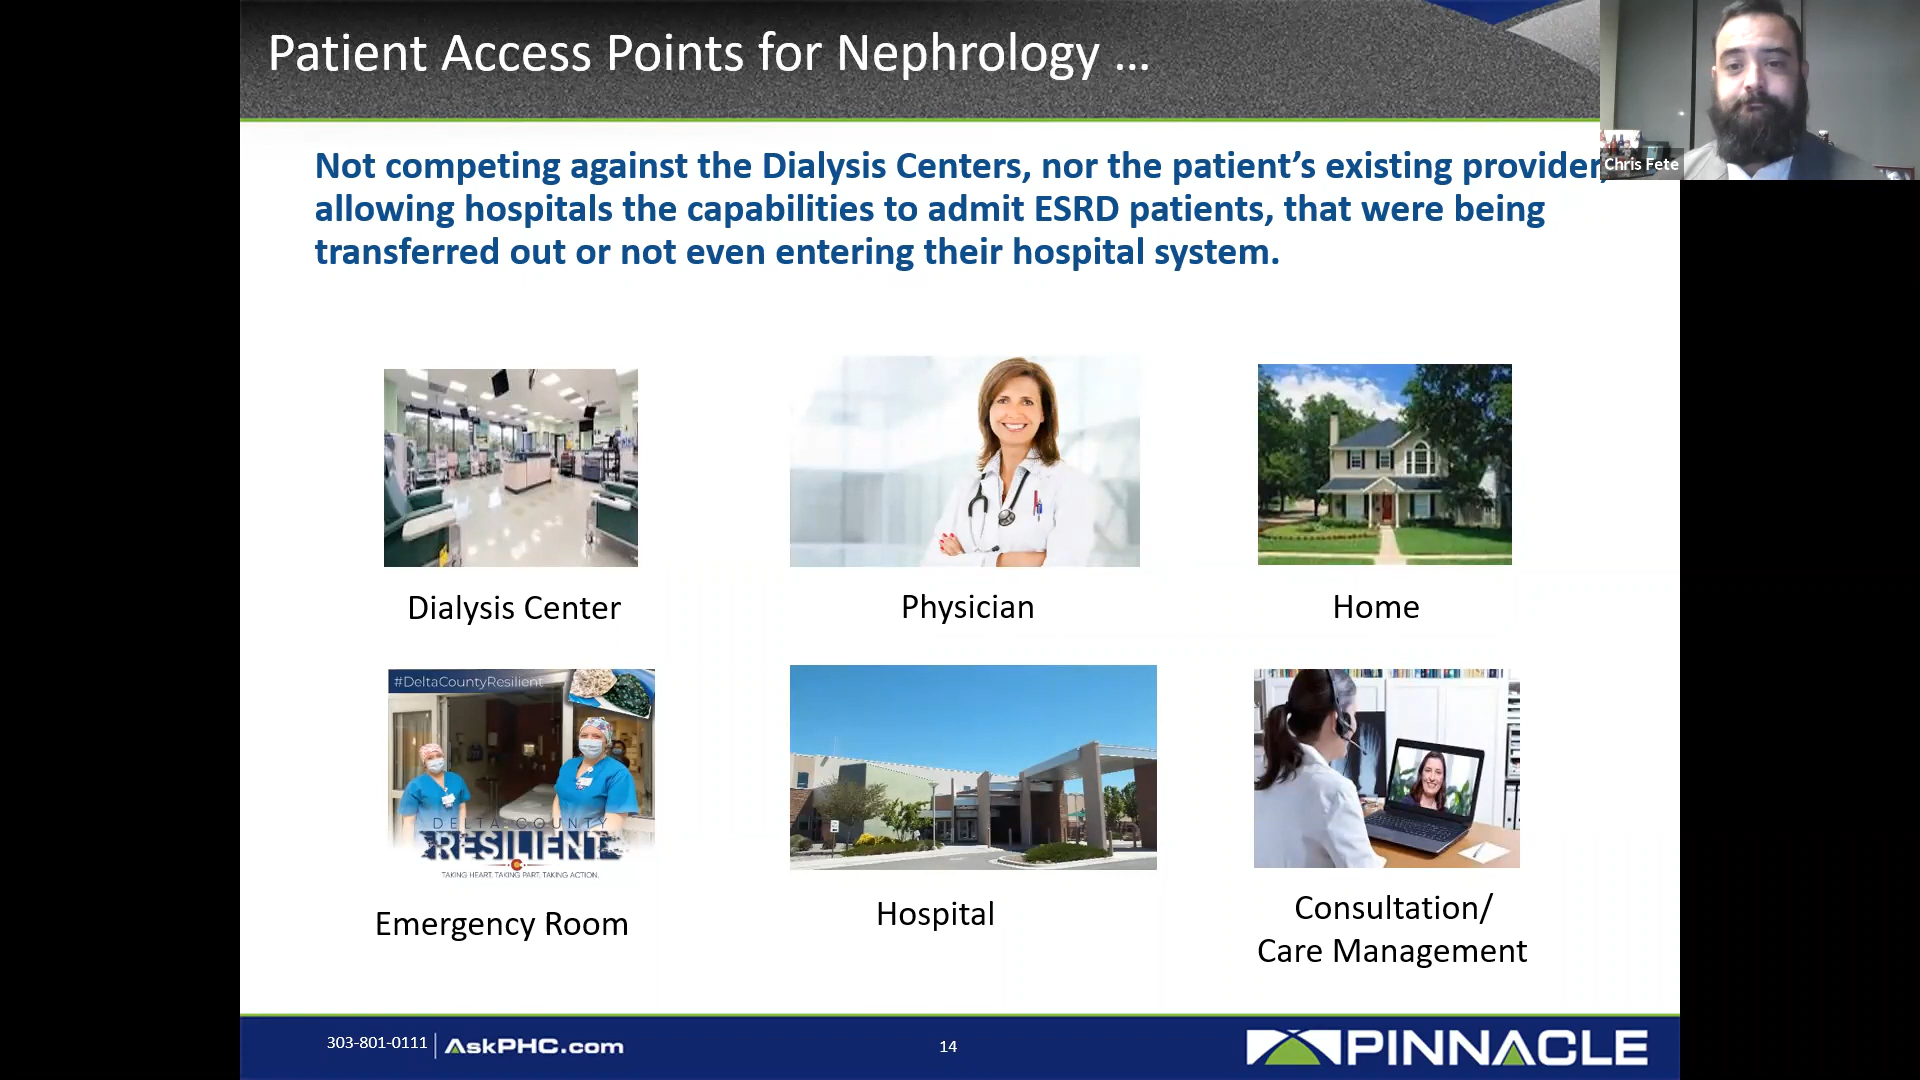 Patient Access Points for Nephrology ...
Chris Fete
Not competing against the Dialysis Centers, nor the patient's existing provider,
allowing hospitals the capabilities to admit ESRD patients, that were being
transferred out or not even entering their hospital system.
Dialysis Center
Physician
Home
#DeltaCountyResilient
DELTA COUNTY
RESILIENT
TAKING HEART. TAKING PART. TAKING ACTION.
Emergency Room
Hospital
Consultation/
Care Management
303-801-0111 | AskPHC.com
14
PINNACLE